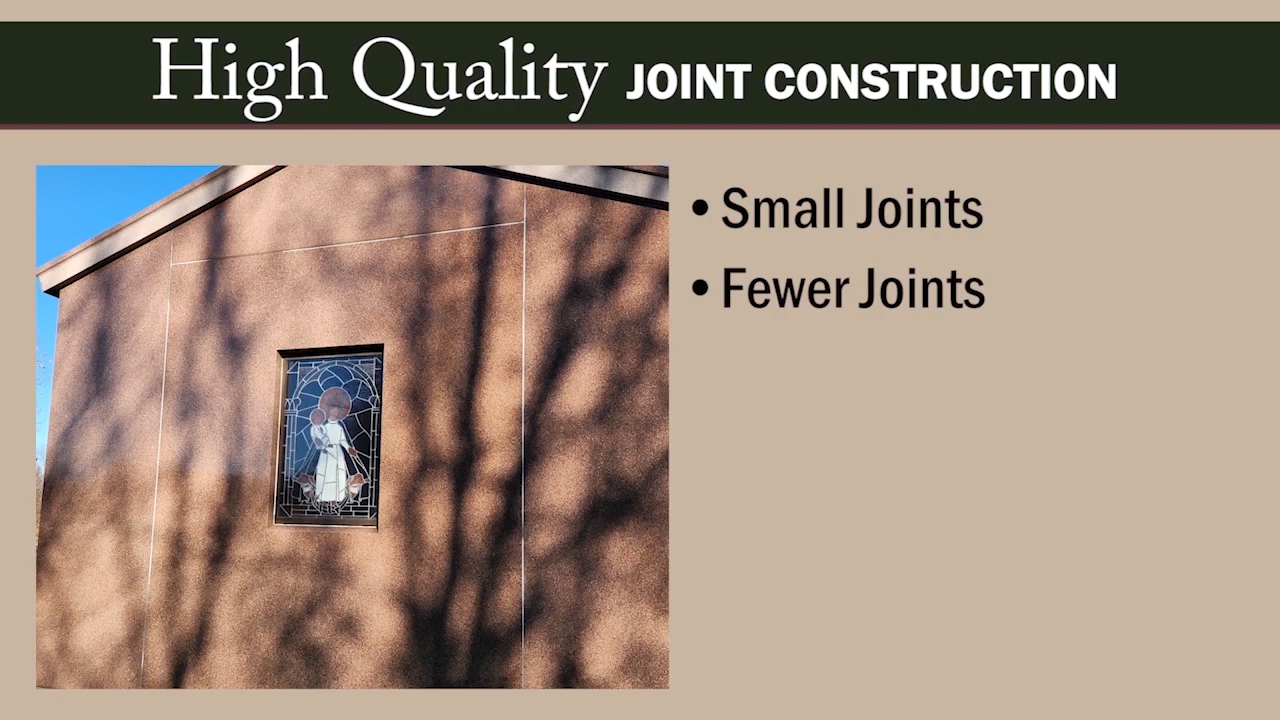 High Quality JOINT CONSTRUCTION
• Small Joints
• Fewer Joints